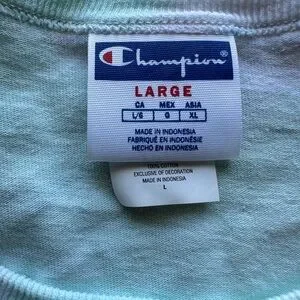 Champion
LARGE
CA MEX ASIA
L/G G XL
MADE IN INDONESIA
FABRIQUÉ EN INDONÉSIE
HECHO EN INDONESIA
100% COTTON
EXCLUSIVE OF DECORATION
MADE IN INDONESIA
L